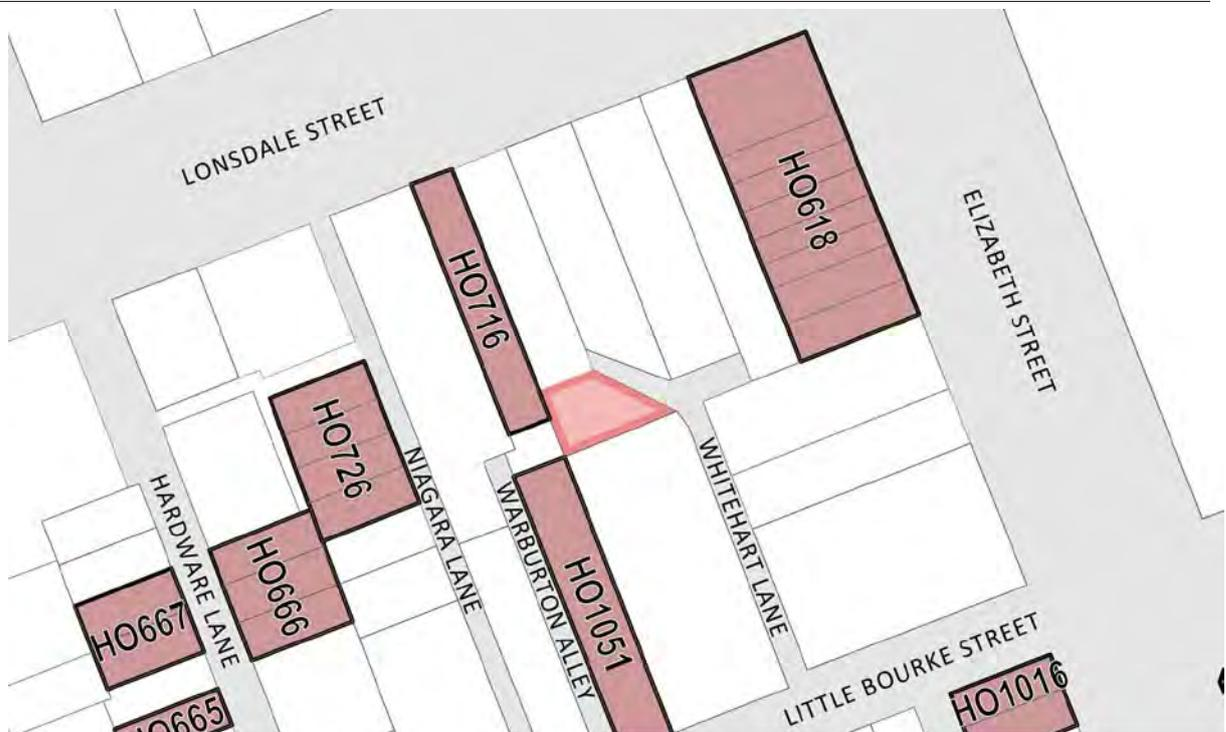 LONSDALE STREET
HO618
ELIZABETH STREET
HO716
HO726
NIAGARA LANE
WHITEHART LANE
HARDWARE LANE
WARBURTON ALLEY
HO666
HO1051
HO667
LITTLE BOURKE STREET
HO1016
HO665